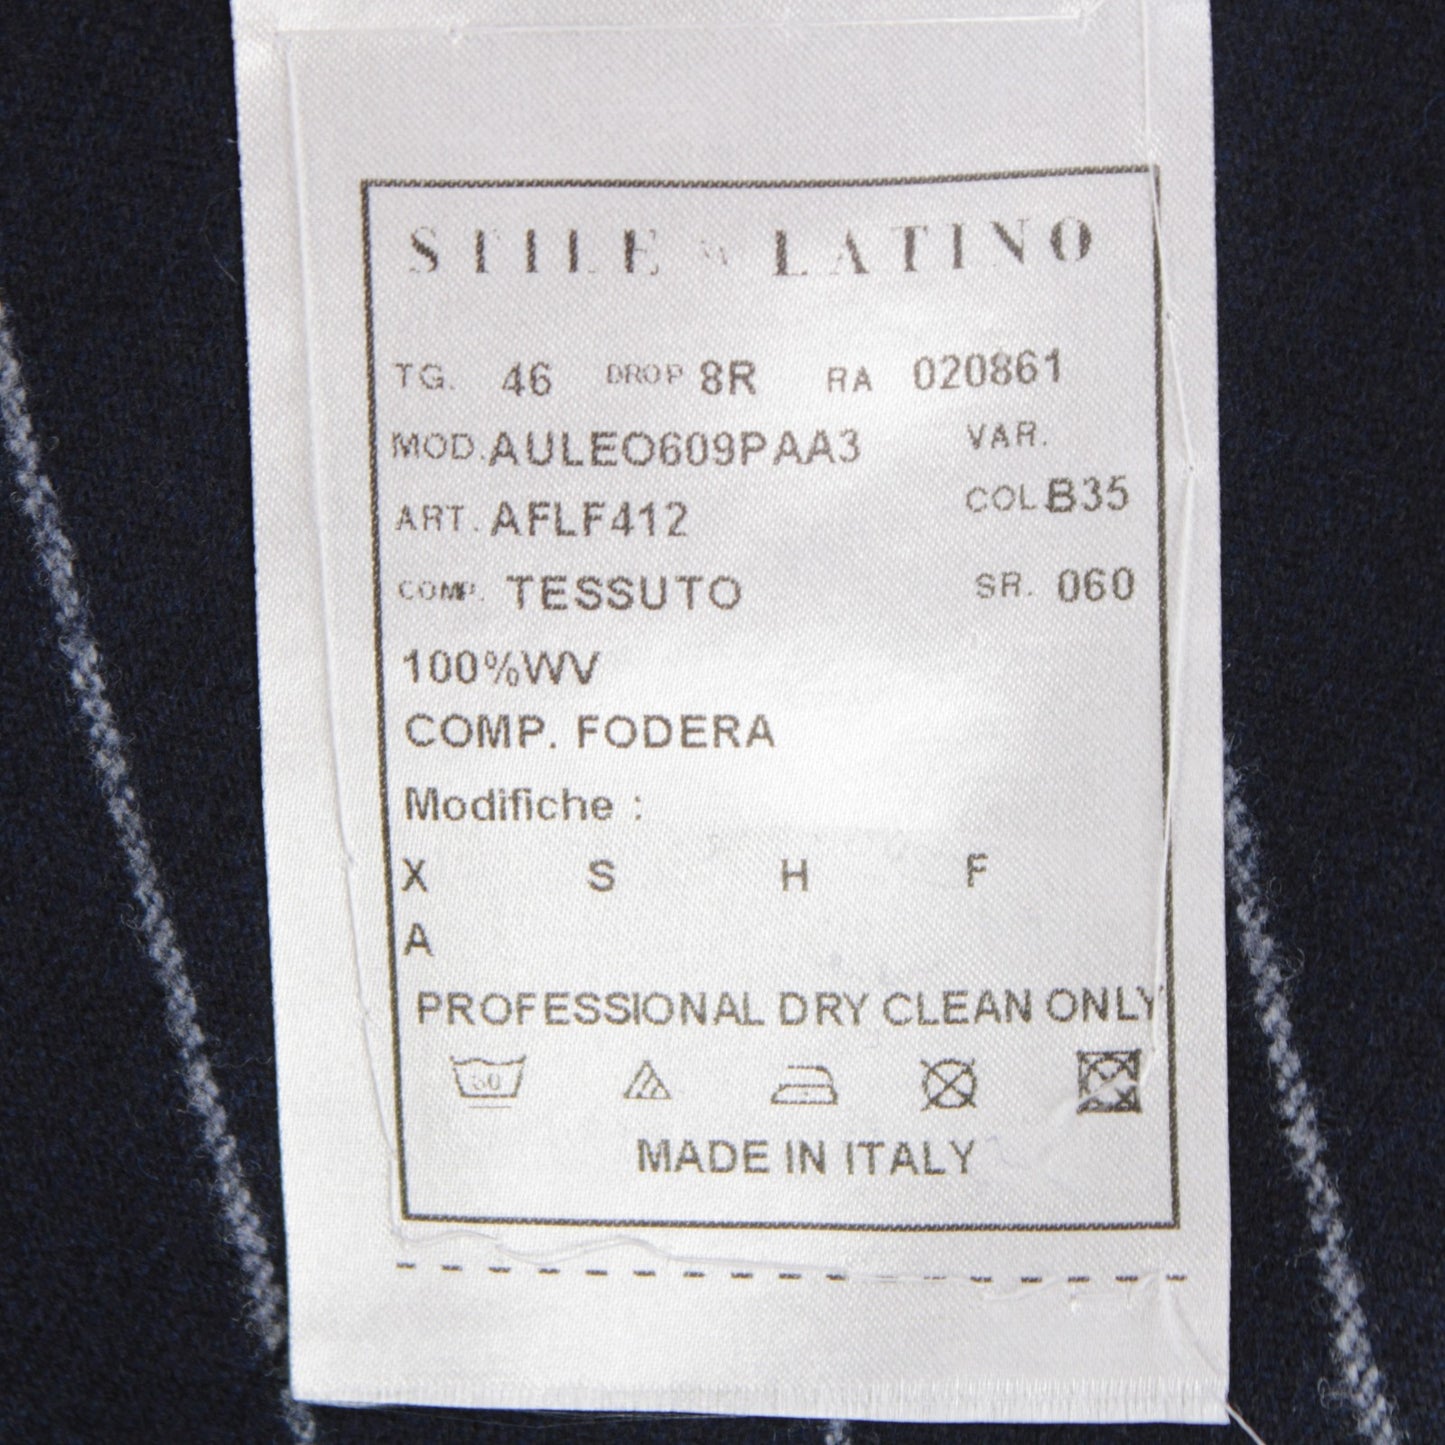 STILE LATINO
TG. 46 DROP 8R RA 020861
MOD. AULEO609PAA3 VAR.
ART. AFLF412 COL. B35
COMP. TESSUTO SR. 060
100%WV
COMP. FODERA
Modifiche :
X S H F
A
PROFESSIONAL DRY CLEAN ONLY
30
MADE IN ITALY